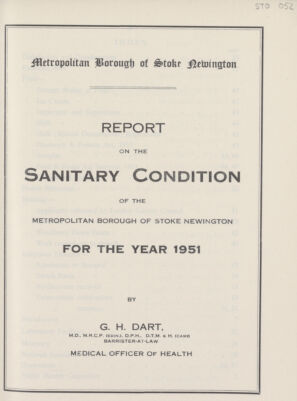 STO 052
Metropolitan Borough of Stoke Newington
REPORT
ON THE
SANITARY CONDITION
OF THE
METROPOLITAN BOROUGH OF STOKE NEWINGTON
FOR THE YEAR 1951
BY
G. H. DART,
M.D., M.R.C.P. (EDIN.), D.P.H., D.T.M. & H. (CAMB)
BARRISTER-AT-LAW
MEDICAL OFFICER OF HEALTH